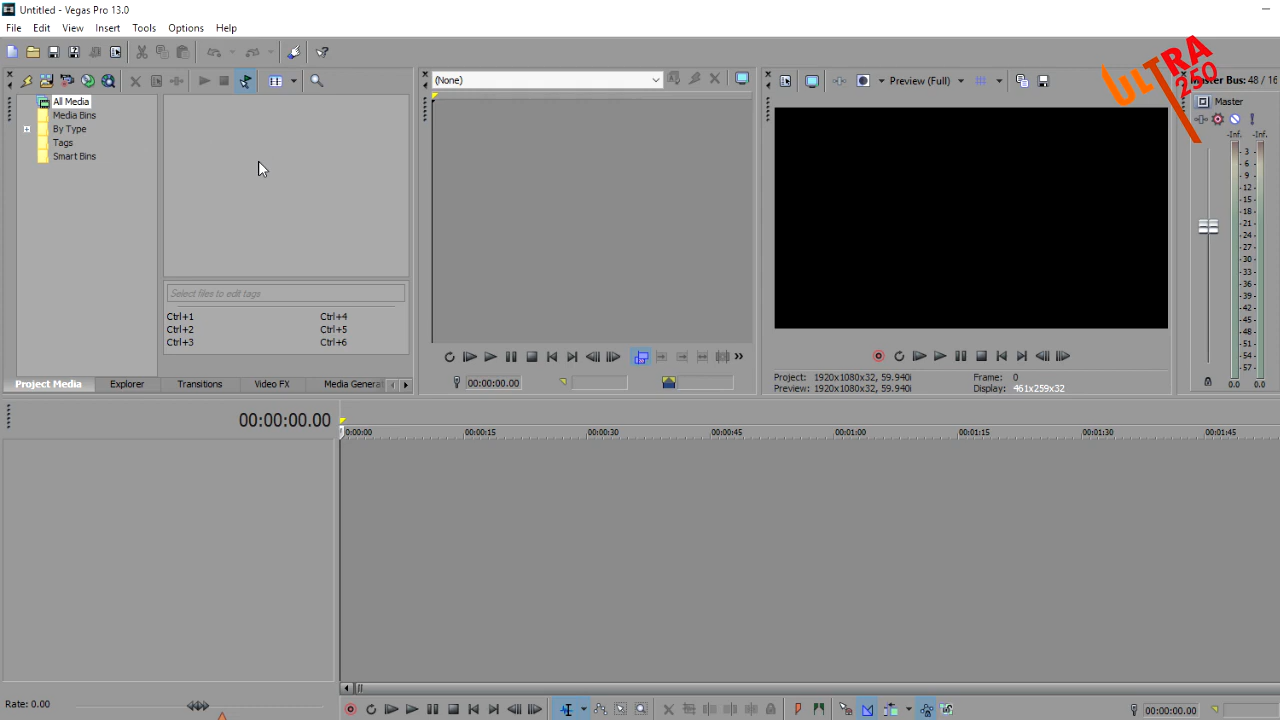 Untitled - Vegas Pro 13.0
File Edit View Insert Tools Options Help
ULTRA 250
(None)
Preview (Full)
Master Bus: 48 / 16
Master
All Media
Media Bins
By Type
Tags
Smart Bins
-Inf. -Inf.
3
6
9
12
15
18
21
24
27
30
33
36
39
42
45
48
51
54
57
0.0 0.0
Select files to edit tags
Ctrl+1 Ctrl+4
Ctrl+2 Ctrl+5
Ctrl+3 Ctrl+6
Project Media Explorer Transitions Video FX Media Genera
00:00:00.00
Project: 1920x1080x32, 59.940i Frame: 0
Preview: 1920x1080x32, 59.940i Display: 461x259x32
00:00:00.00
0:00:00 00:00:15 00:00:30 00:00:45 00:01:00 00:01:15 00:01:30 00:01:45
Rate: 0.00
00:00:00.00